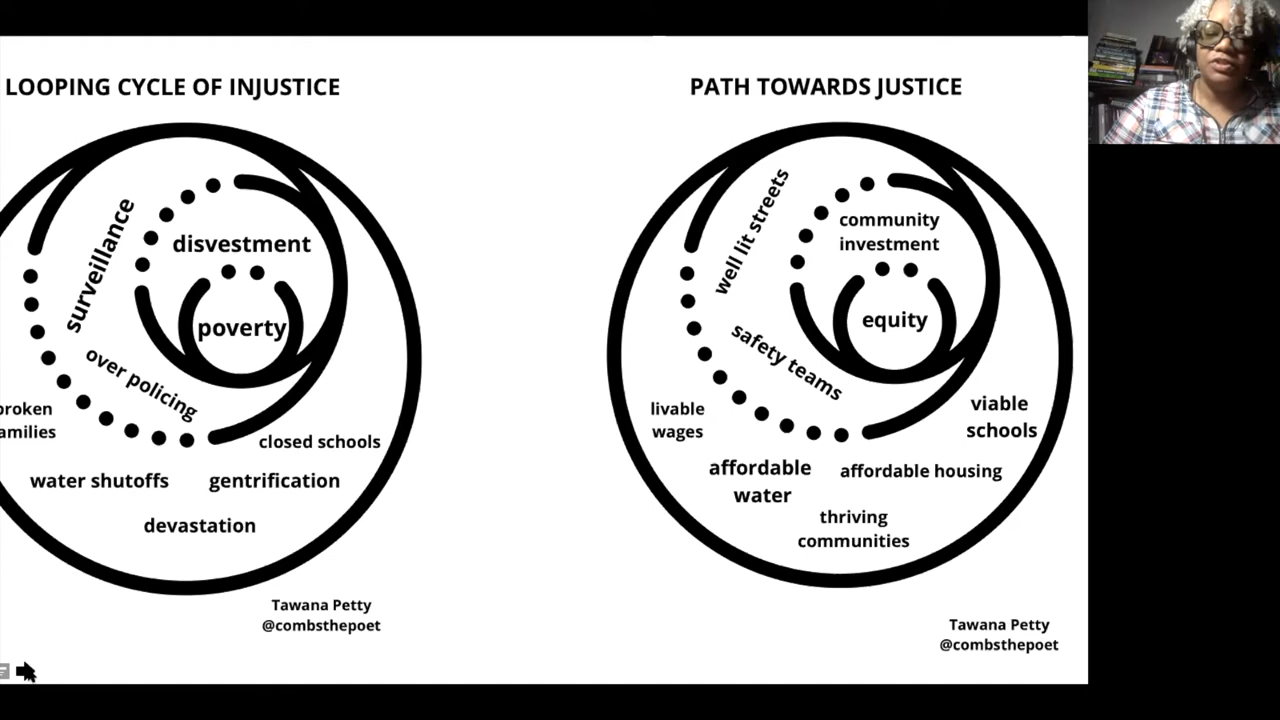 LOOPING CYCLE OF INJUSTICE
surveillance
disvestment
poverty
over policing
broken
families
closed schools
water shutoffs
gentrification
devastation
Tawana Petty
@combsthepoet
PATH TOWARDS JUSTICE
well lit streets
community
investment
equity
safety teams
livable
wages
viable
schools
affordable
water
affordable housing
thriving
communities
Tawana Petty
@combsthepoet